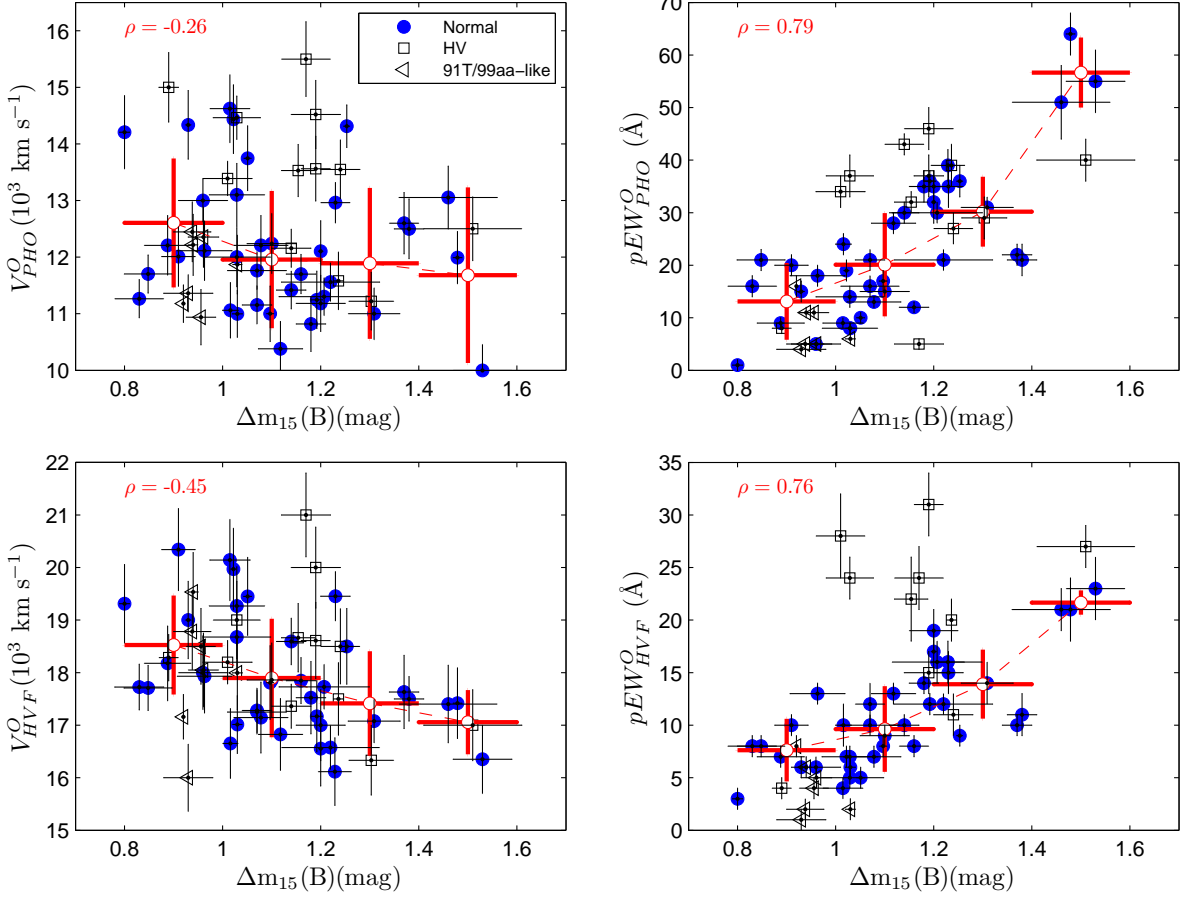 ρ = -0.26
Normal
HV
91T/99aa−like
16
15
14
13
12
11
10
V^O_PHO (10^3 km s^−1)
0.8 1 1.2 1.4 1.6
Δm_15(B)(mag)
ρ = 0.79
70
60
50
40
30
20
10
0
pEW^O_PHO (Å)
0.8 1 1.2 1.4 1.6
Δm_15(B)(mag)
ρ = -0.45
22
21
20
19
18
17
16
15
V^O_HVF (10^3 km s^−1)
0.8 1 1.2 1.4 1.6
Δm_15(B)(mag)
ρ = 0.76
35
30
25
20
15
10
5
0
pEW^O_HVF (Å)
0.8 1 1.2 1.4 1.6
Δm_15(B)(mag)